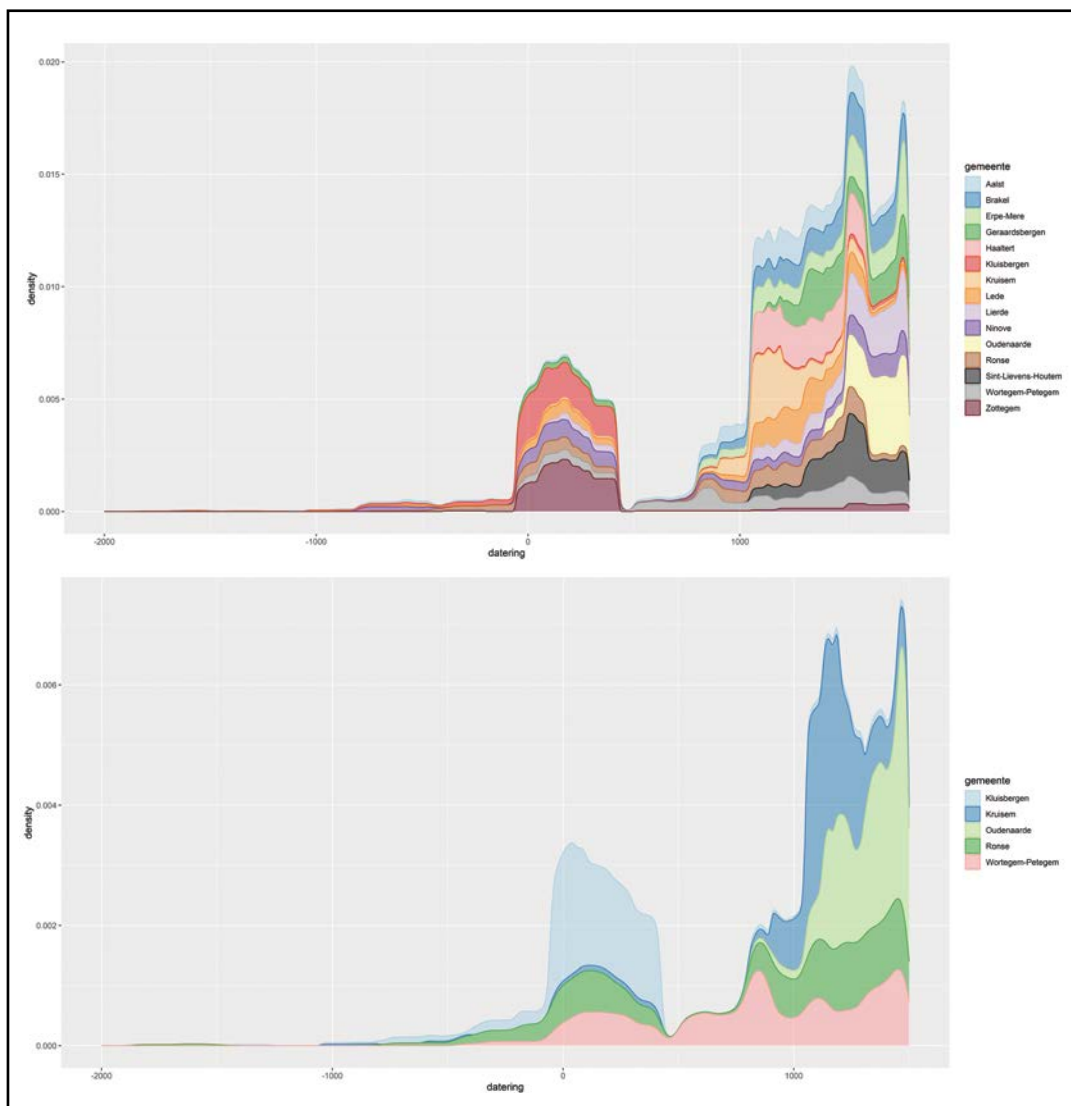 0.020
0.015
0.010
0.005
0.000
density
-2000
-1000
0
1000
datering
gemeente
Aalst
Brakel
Erpe-Mere
Geraardsbergen
Haaltert
Kluisbergen
Kruisem
Lede
Lierde
Ninove
Oudenaarde
Ronse
Sint-Lievens-Houtem
Wortegem-Petegem
Zottegem
0.006
0.004
0.002
0.000
density
-2000
-1000
0
1000
datering
gemeente
Kluisbergen
Kruisem
Oudenaarde
Ronse
Wortegem-Petegem